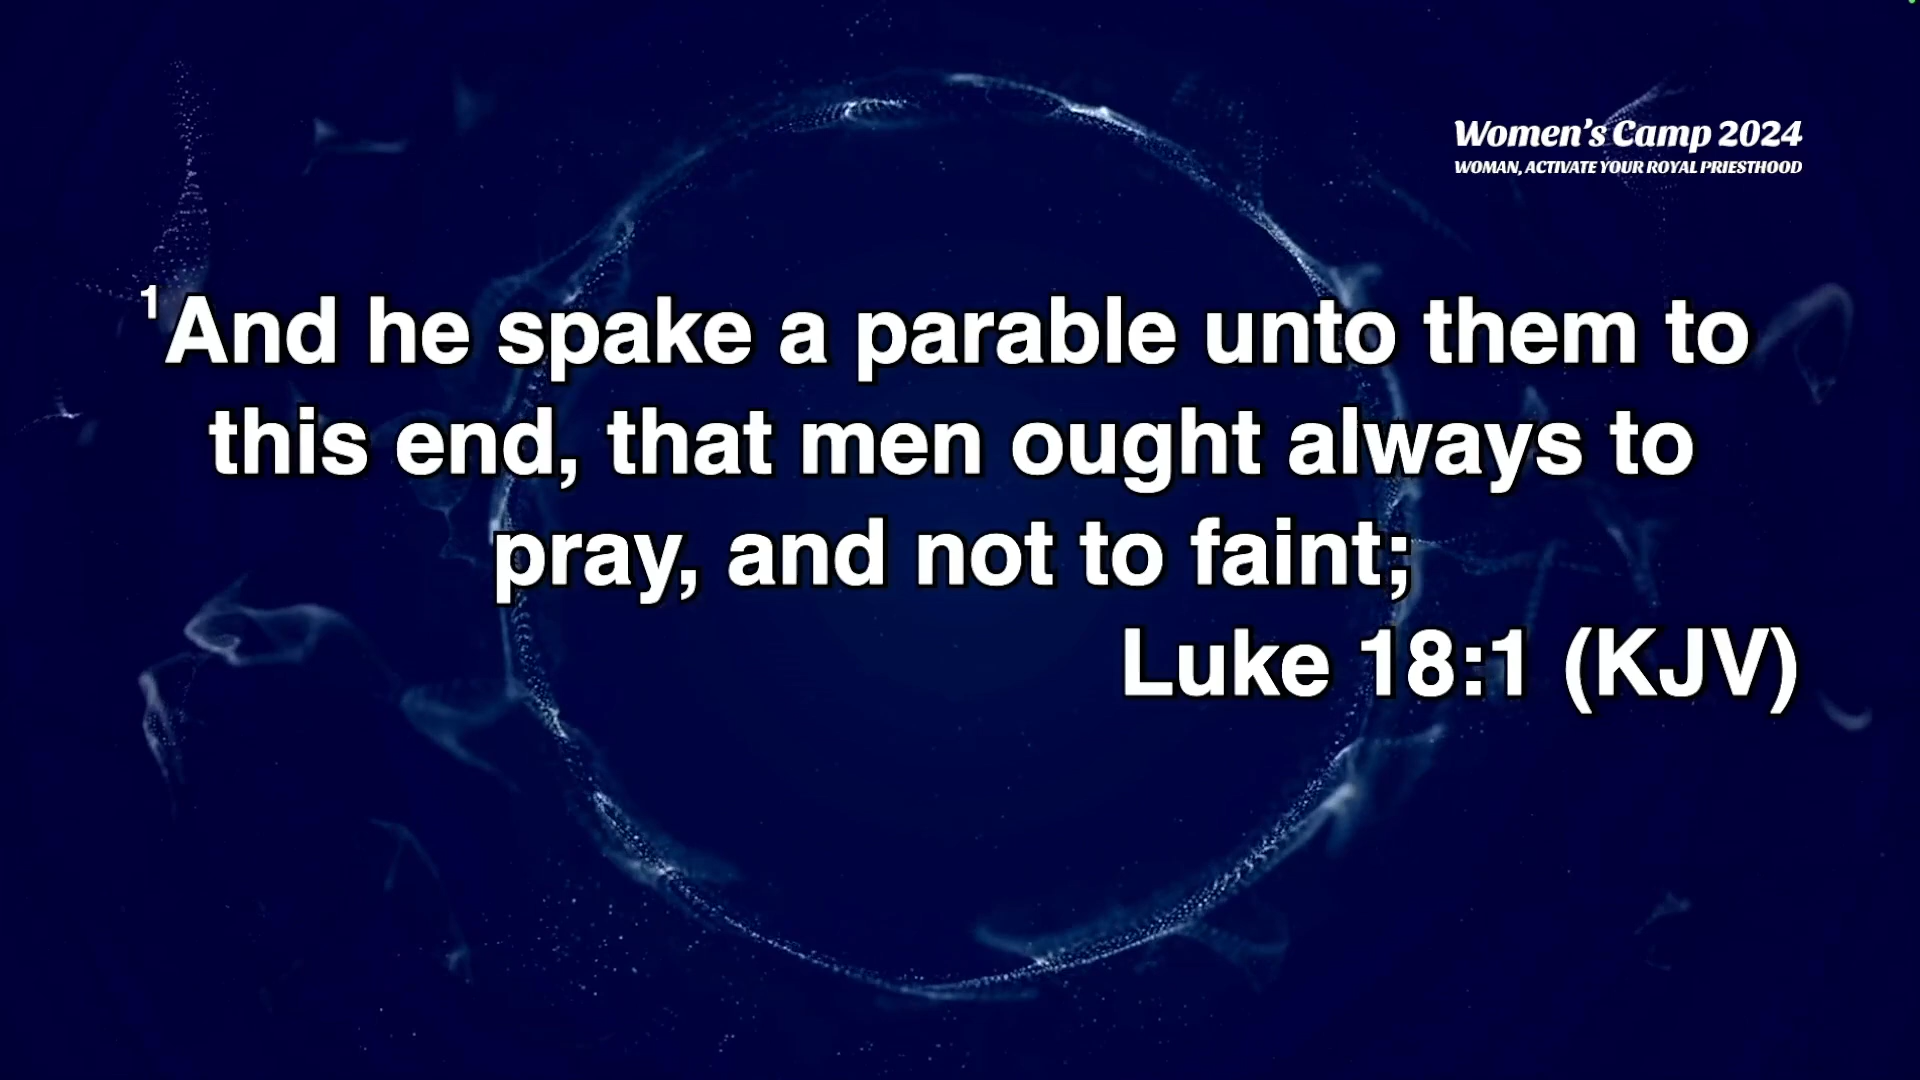 Women's Camp 2024
WOMAN, ACTIVATE YOUR ROYAL PRIESTHOOD
1And he spake a parable unto them to
this end, that men ought always to
pray, and not to faint;
Luke 18:1 (KJV)